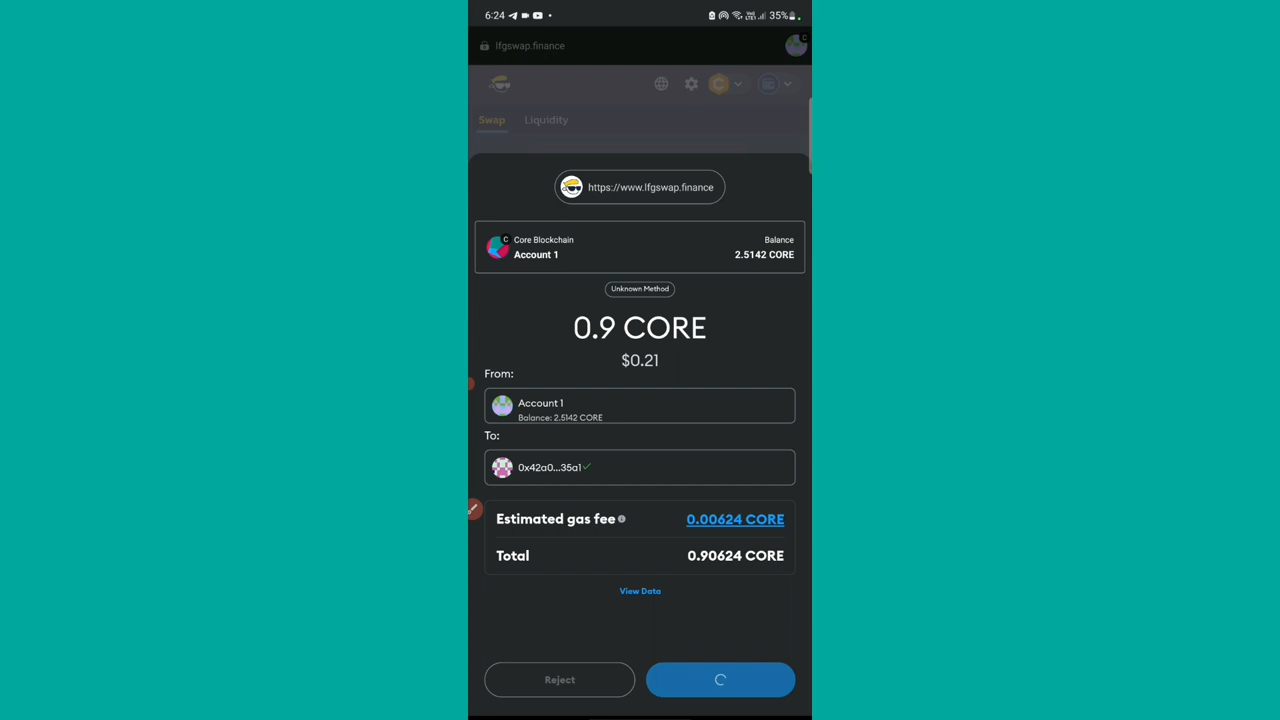 6:24 35%
lfgswap.finance C
Swap Liquidity
https://www.lfgswap.finance
C Core Blockchain Balance
Account 1 2.5142 CORE
Unknown Method
0.9 CORE
$0.21
From:
Account 1
Balance: 2.5142 CORE
To:
0x42a0...35a1
Estimated gas fee 0.00624 CORE
Total 0.90624 CORE
View Data
Reject